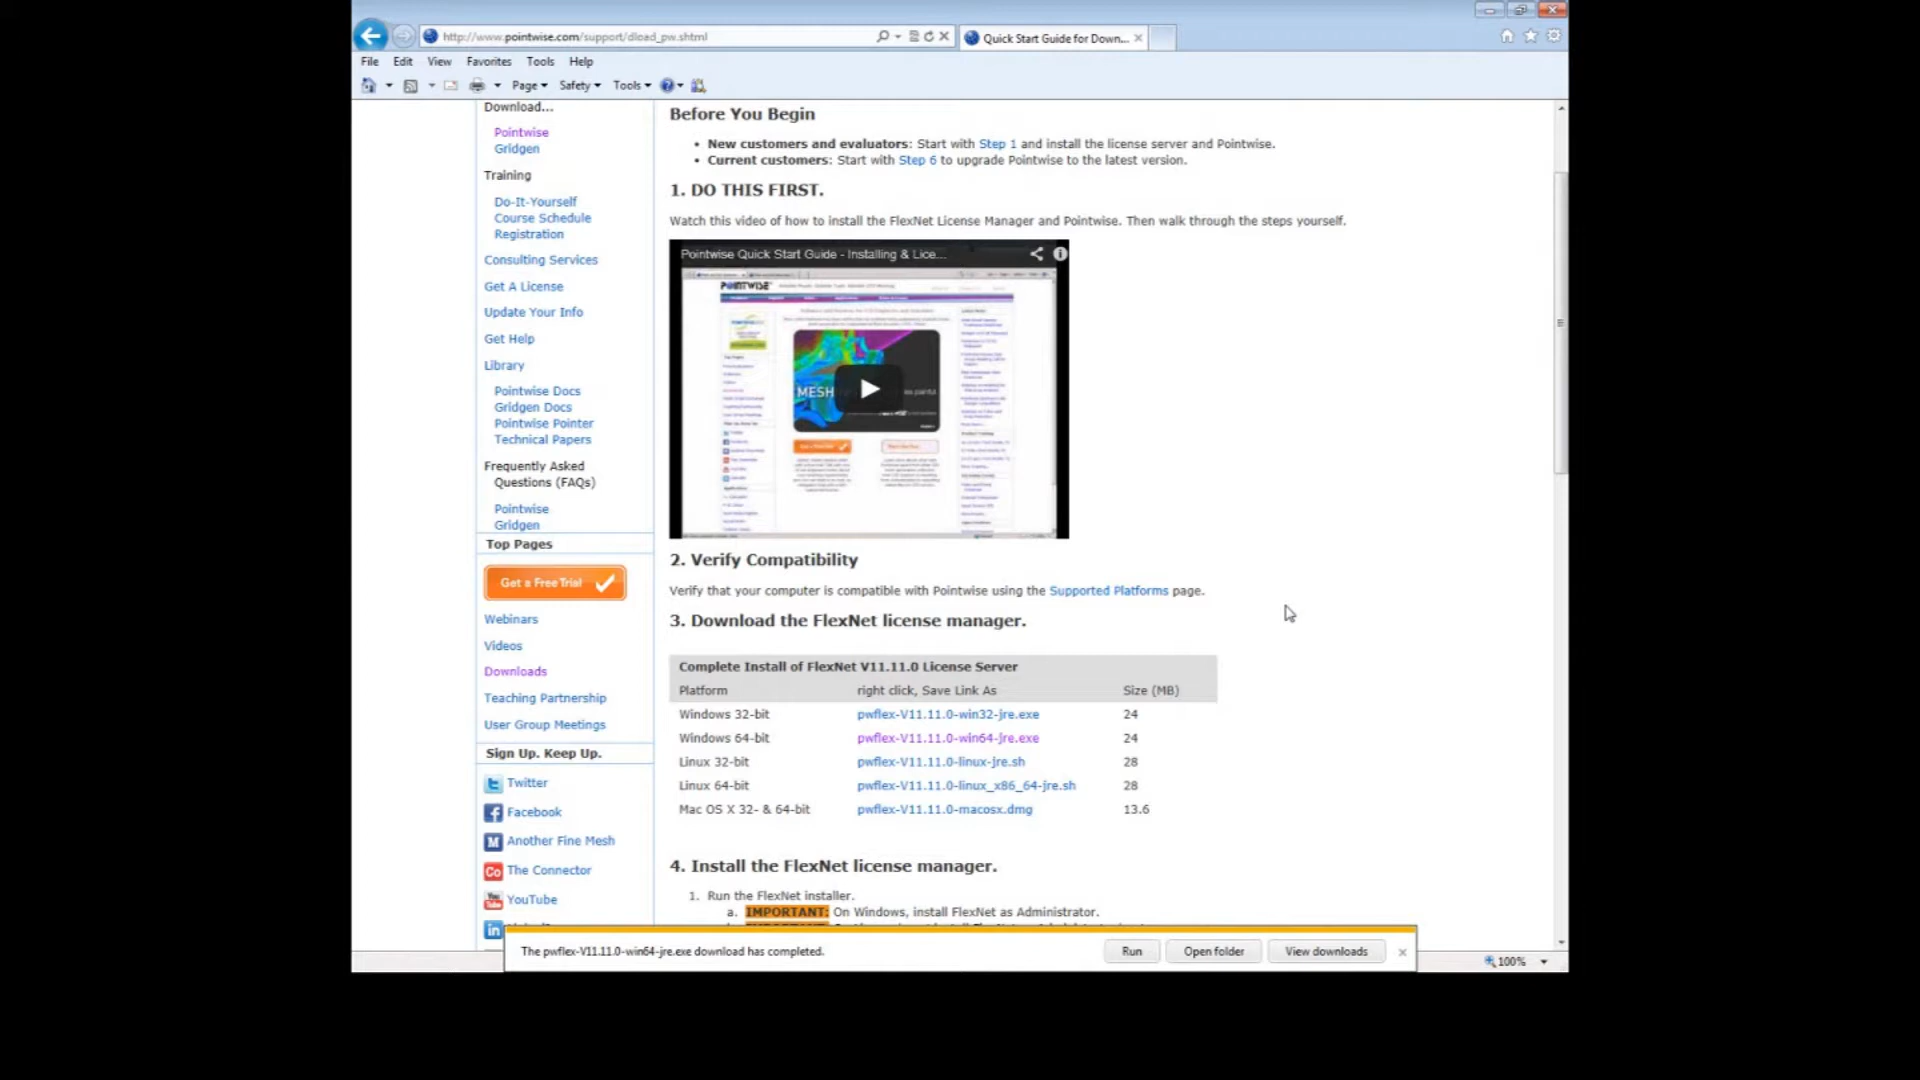 http://www.pointwise.com/support/dload_pw.shtml
Quick Start Guide for Down...
File Edit View Favorites Tools Help
Page Safety Tools
Download...
Pointwise
Gridgen
Training
Do-It-Yourself
Course Schedule
Registration
Consulting Services
Get A License
Update Your Info
Get Help
Library
Pointwise Docs
Gridgen Docs
Pointwise Pointer
Technical Papers
Frequently Asked
Questions (FAQs)
Pointwise
Gridgen
Top Pages
Get a Free Trial
Webinars
Videos
Downloads
Teaching Partnership
User Group Meetings
Sign Up. Keep Up.
Twitter
Facebook
Another Fine Mesh
The Connector
YouTube
Before You Begin
• New customers and evaluators: Start with Step 1 and install the license server and Pointwise.
• Current customers: Start with Step 6 to upgrade Pointwise to the latest version.
1. DO THIS FIRST.
Watch this video of how to install the FlexNet License Manager and Pointwise. Then walk through the steps yourself.
Pointwise Quick Start Guide - Installing & Lice...
POINTWISE
MESH
2. Verify Compatibility
Verify that your computer is compatible with Pointwise using the Supported Platforms page.
3. Download the FlexNet license manager.
Complete Install of FlexNet V11.11.0 License Server
Platform right click, Save Link As Size (MB)
Windows 32-bit pwflex-V11.11.0-win32-jre.exe 24
Windows 64-bit pwflex-V11.11.0-win64-jre.exe 24
Linux 32-bit pwflex-V11.11.0-linux-jre.sh 28
Linux 64-bit pwflex-V11.11.0-linux_x86_64-jre.sh 28
Mac OS X 32- & 64-bit pwflex-V11.11.0-macosx.dmg 13.6
4. Install the FlexNet license manager.
1. Run the FlexNet installer.
a. IMPORTANT: On Windows, install FlexNet as Administrator.
The pwflex-V11.11.0-win64-jre.exe download has completed.
Run Open folder View downloads
100%